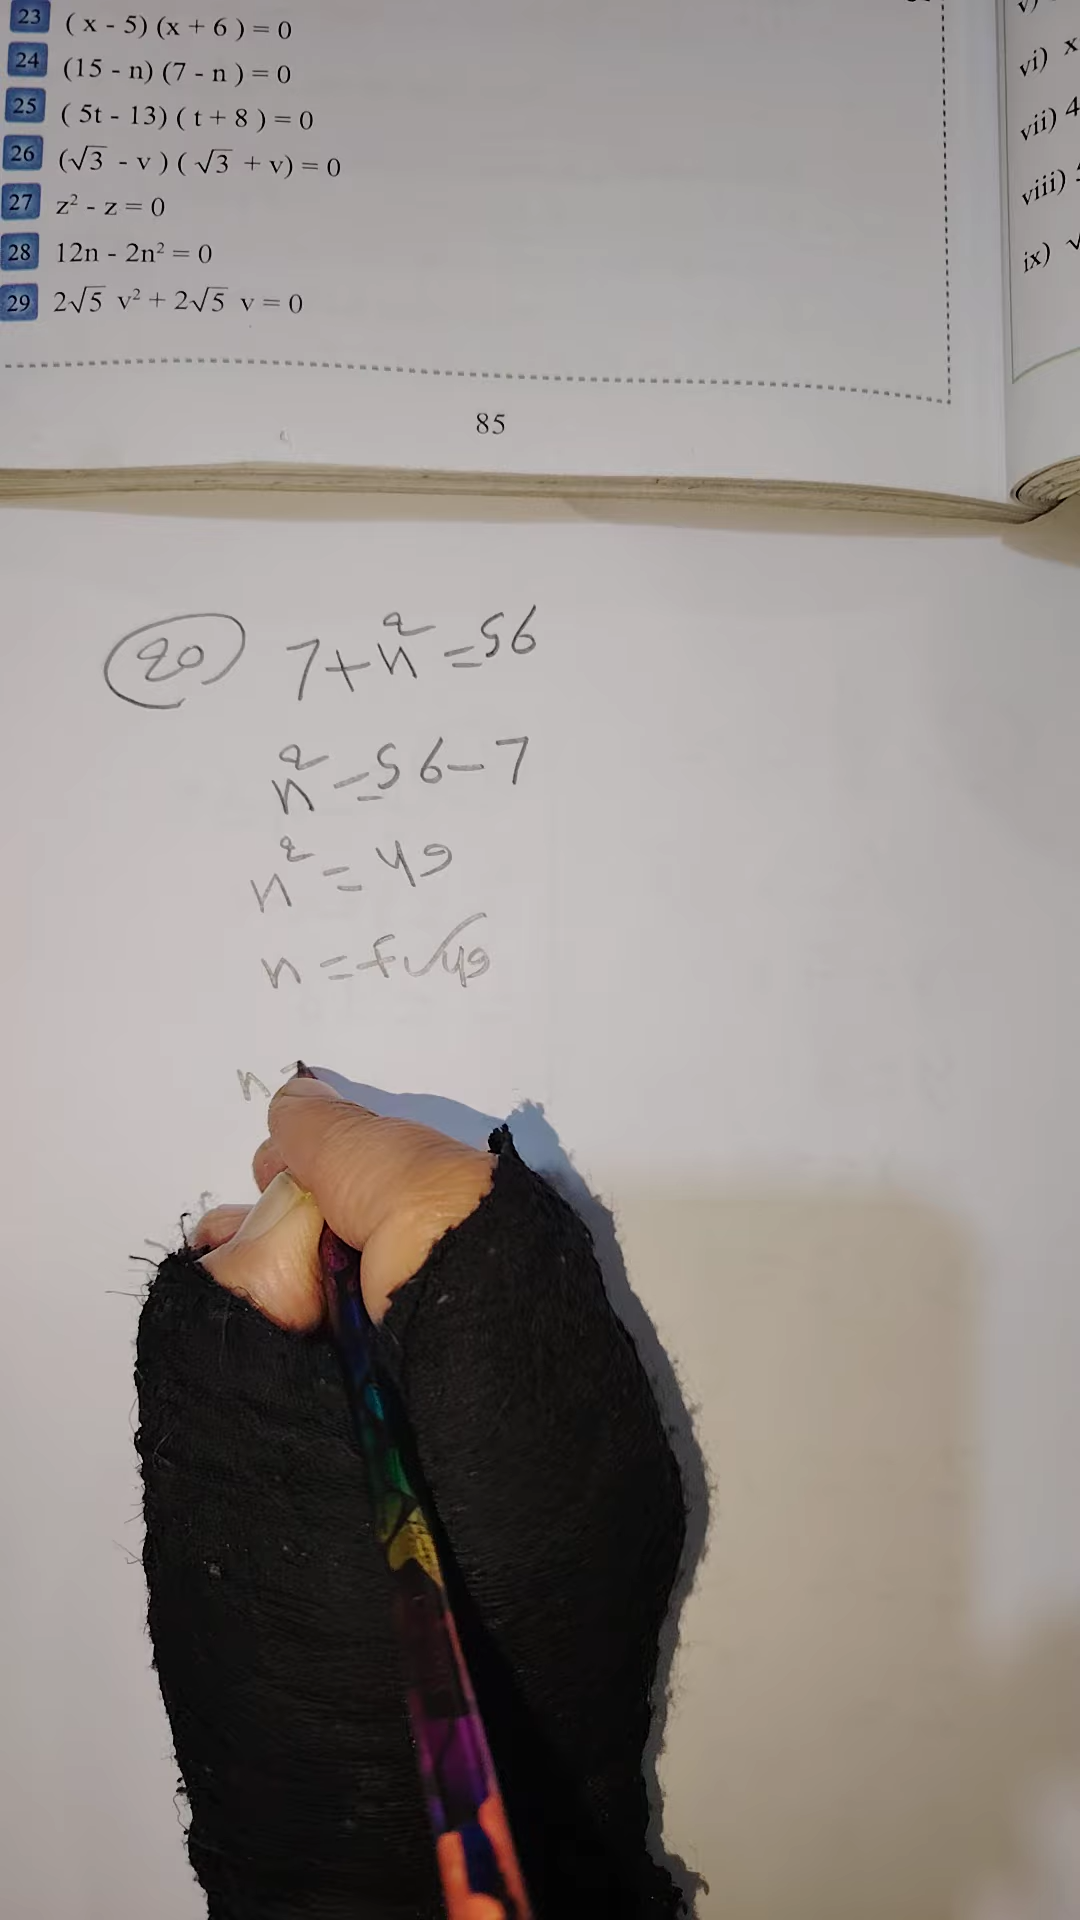 23 ( x - 5) (x + 6 ) = 0
24 (15 - n) (7 - n ) = 0
25 ( 5t - 13) ( t + 8 ) = 0
26 (√3 - v ) ( √3 + v) = 0
27 z² - z = 0
28 12n - 2n² = 0
29 2√5 v² + 2√5 v = 0
85
vi) x
vii) 4
viii)
ix) √
20 7+n²=56
n²=56-7
n²=49
n=±√49
n